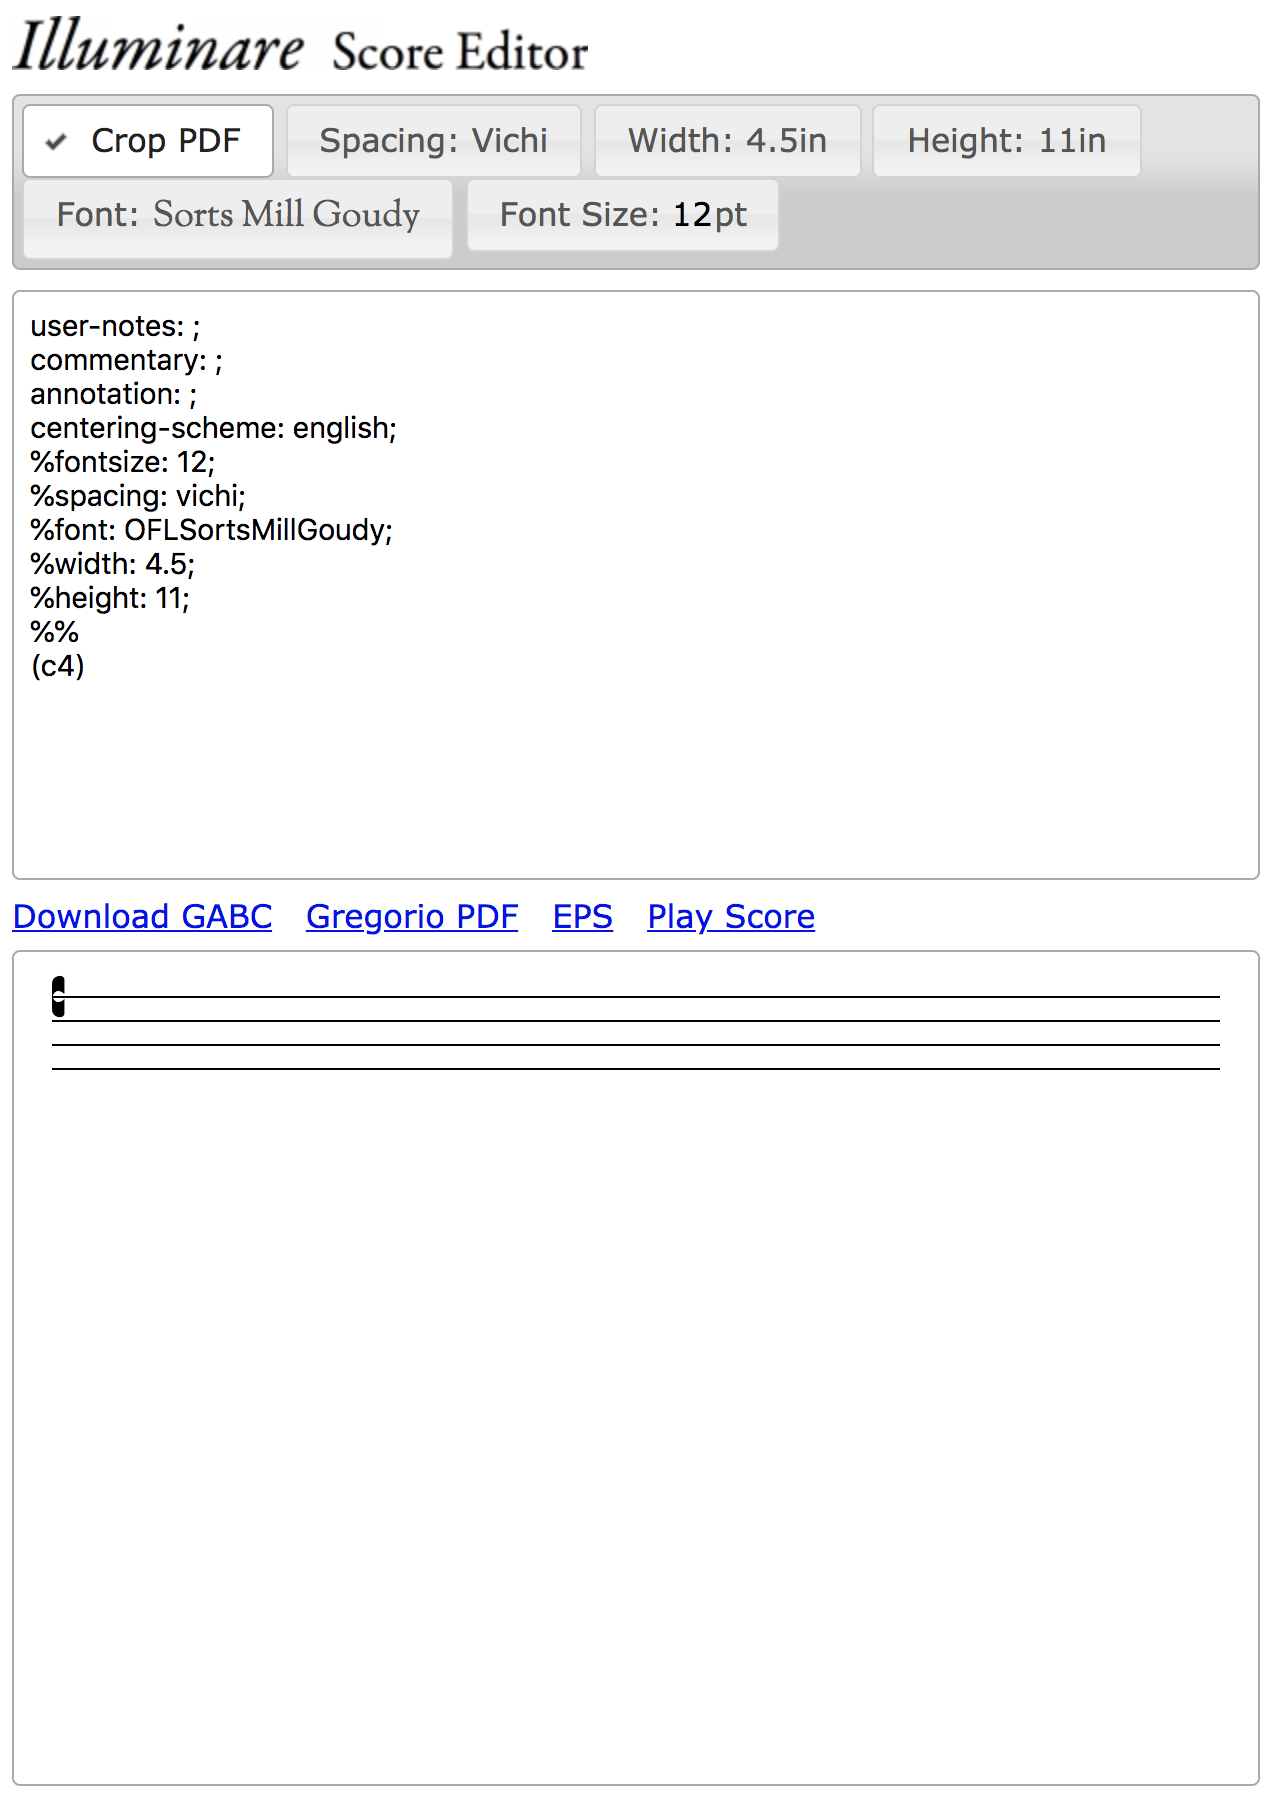 Illuminare Score Editor
Crop PDF Spacing: Vichi Width: 4.5in Height: 11in
Font: Sorts Mill Goudy Font Size: 12pt
user-notes: ;
commentary: ;
annotation: ;
centering-scheme: english;
%fontsize: 12;
%spacing: vichi;
%font: OFLSortsMillGoudy;
%width: 4.5;
%height: 11;
%%
(c4)
Download GABC Gregorio PDF EPS Play Score